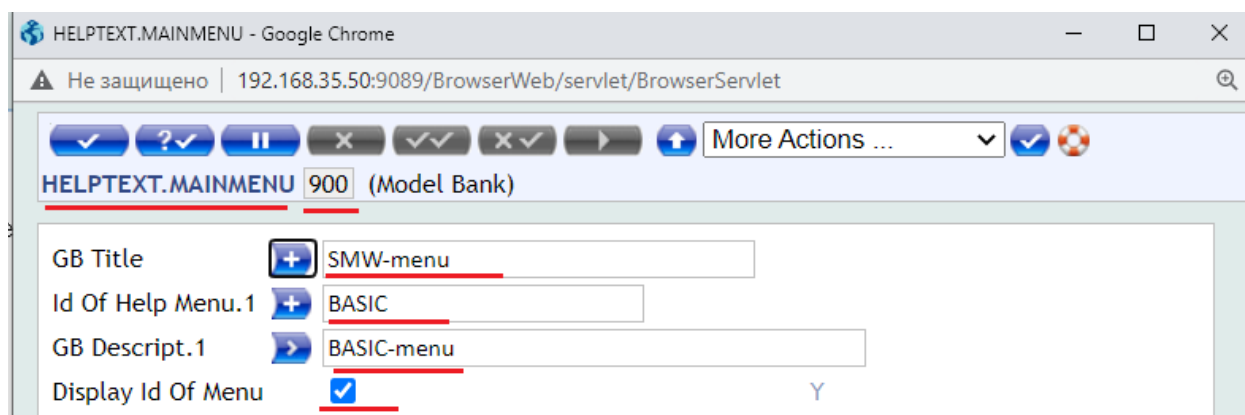 HELPTEXT.MAINMENU - Google Chrome
Не защищено | 192.168.35.50:9089/BrowserWeb/servlet/BrowserServlet
More Actions ...
HELPTEXT.MAINMENU 900 (Model Bank)
GB Title SMW-menu
Id Of Help Menu.1 BASIC
GB Descript.1 BASIC-menu
Display Id Of Menu Y